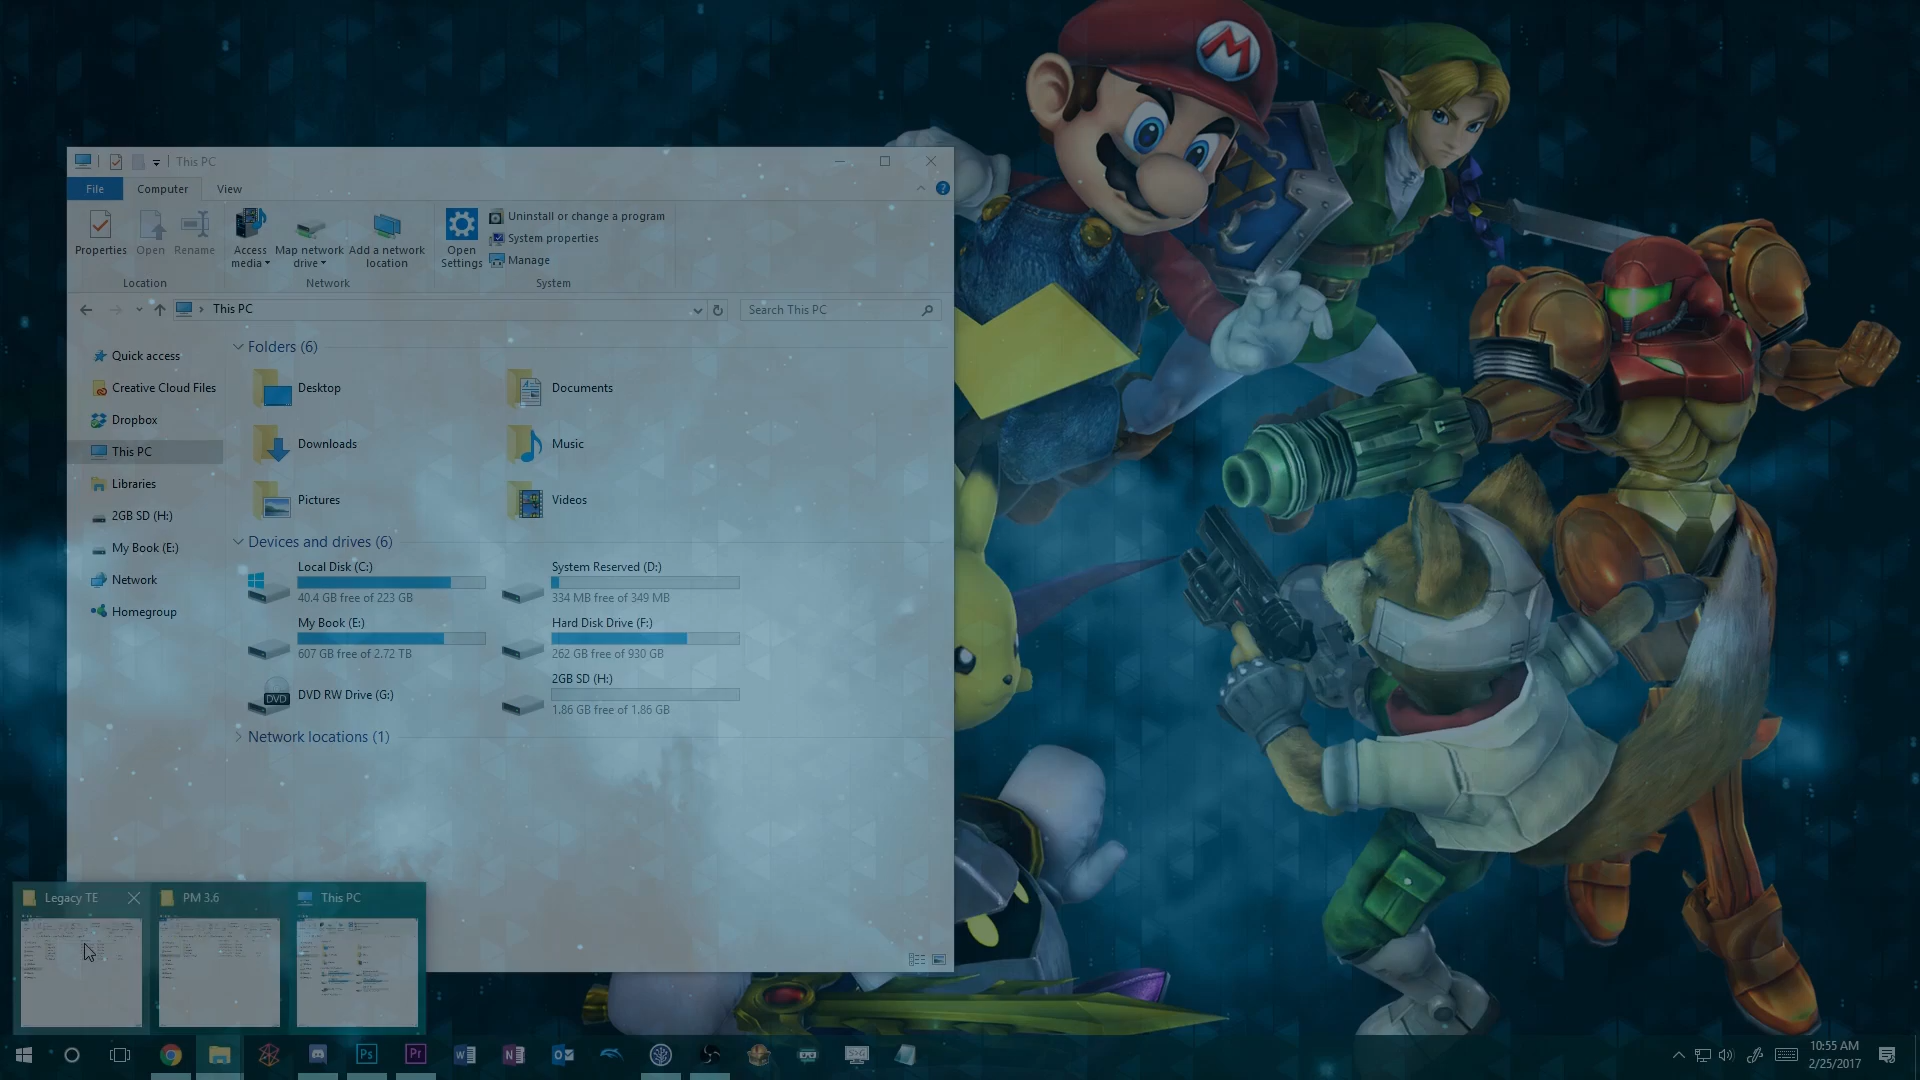 This PC
File
Computer
View
Properties
Open
Rename
Access media
Map network drive
Add a network location
Open Settings
Uninstall or change a program
System properties
Manage
Location
Network
System
This PC
Search This PC
Quick access
Creative Cloud Files
Dropbox
This PC
Libraries
2GB SD (H:)
My Book (E:)
Network
Homegroup
Folders (6)
Desktop
Documents
Downloads
Music
Pictures
Videos
Devices and drives (6)
Local Disk (C:)
40.4 GB free of 223 GB
System Reserved (D:)
334 MB free of 349 MB
My Book (E:)
607 GB free of 2.72 TB
Hard Disk Drive (F:)
262 GB free of 930 GB
DVD RW Drive (G:)
2GB SD (H:)
1.86 GB free of 1.86 GB
Network locations (1)
Legacy TE
PM 3.6
This PC
10:55 AM
2/25/2017